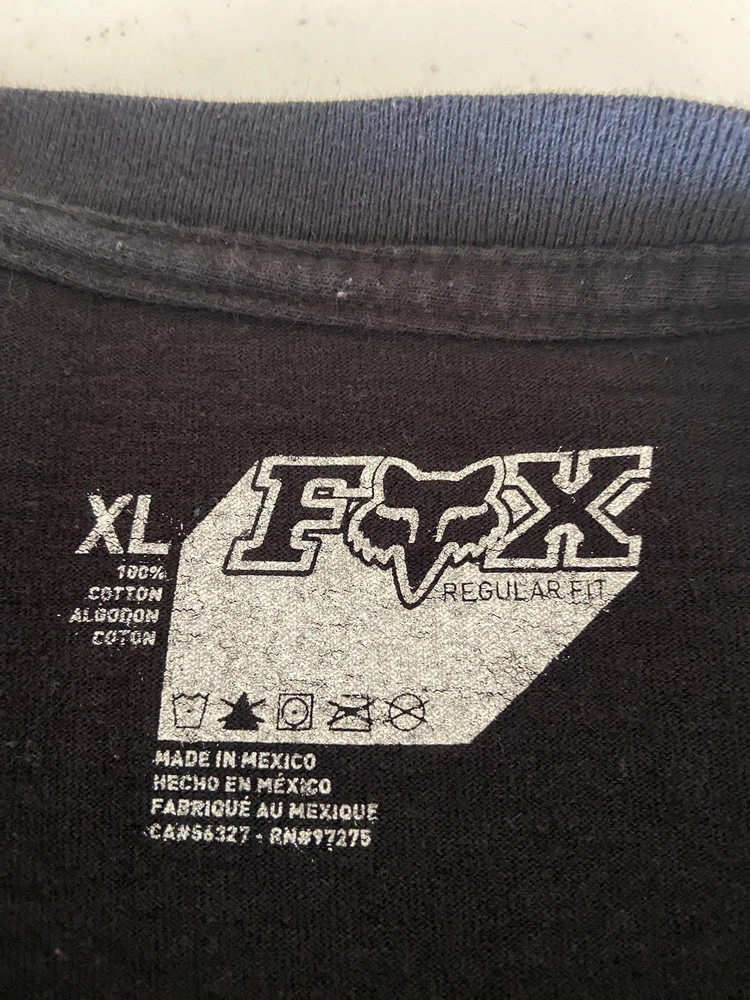 FOX
REGULAR FIT
XL
100%
COTTON
ALGODON
COTON
MADE IN MEXICO
HECHO EN MÉXICO
FABRIQUÉ AU MEXIQUE
CA#56327 - RN#97275